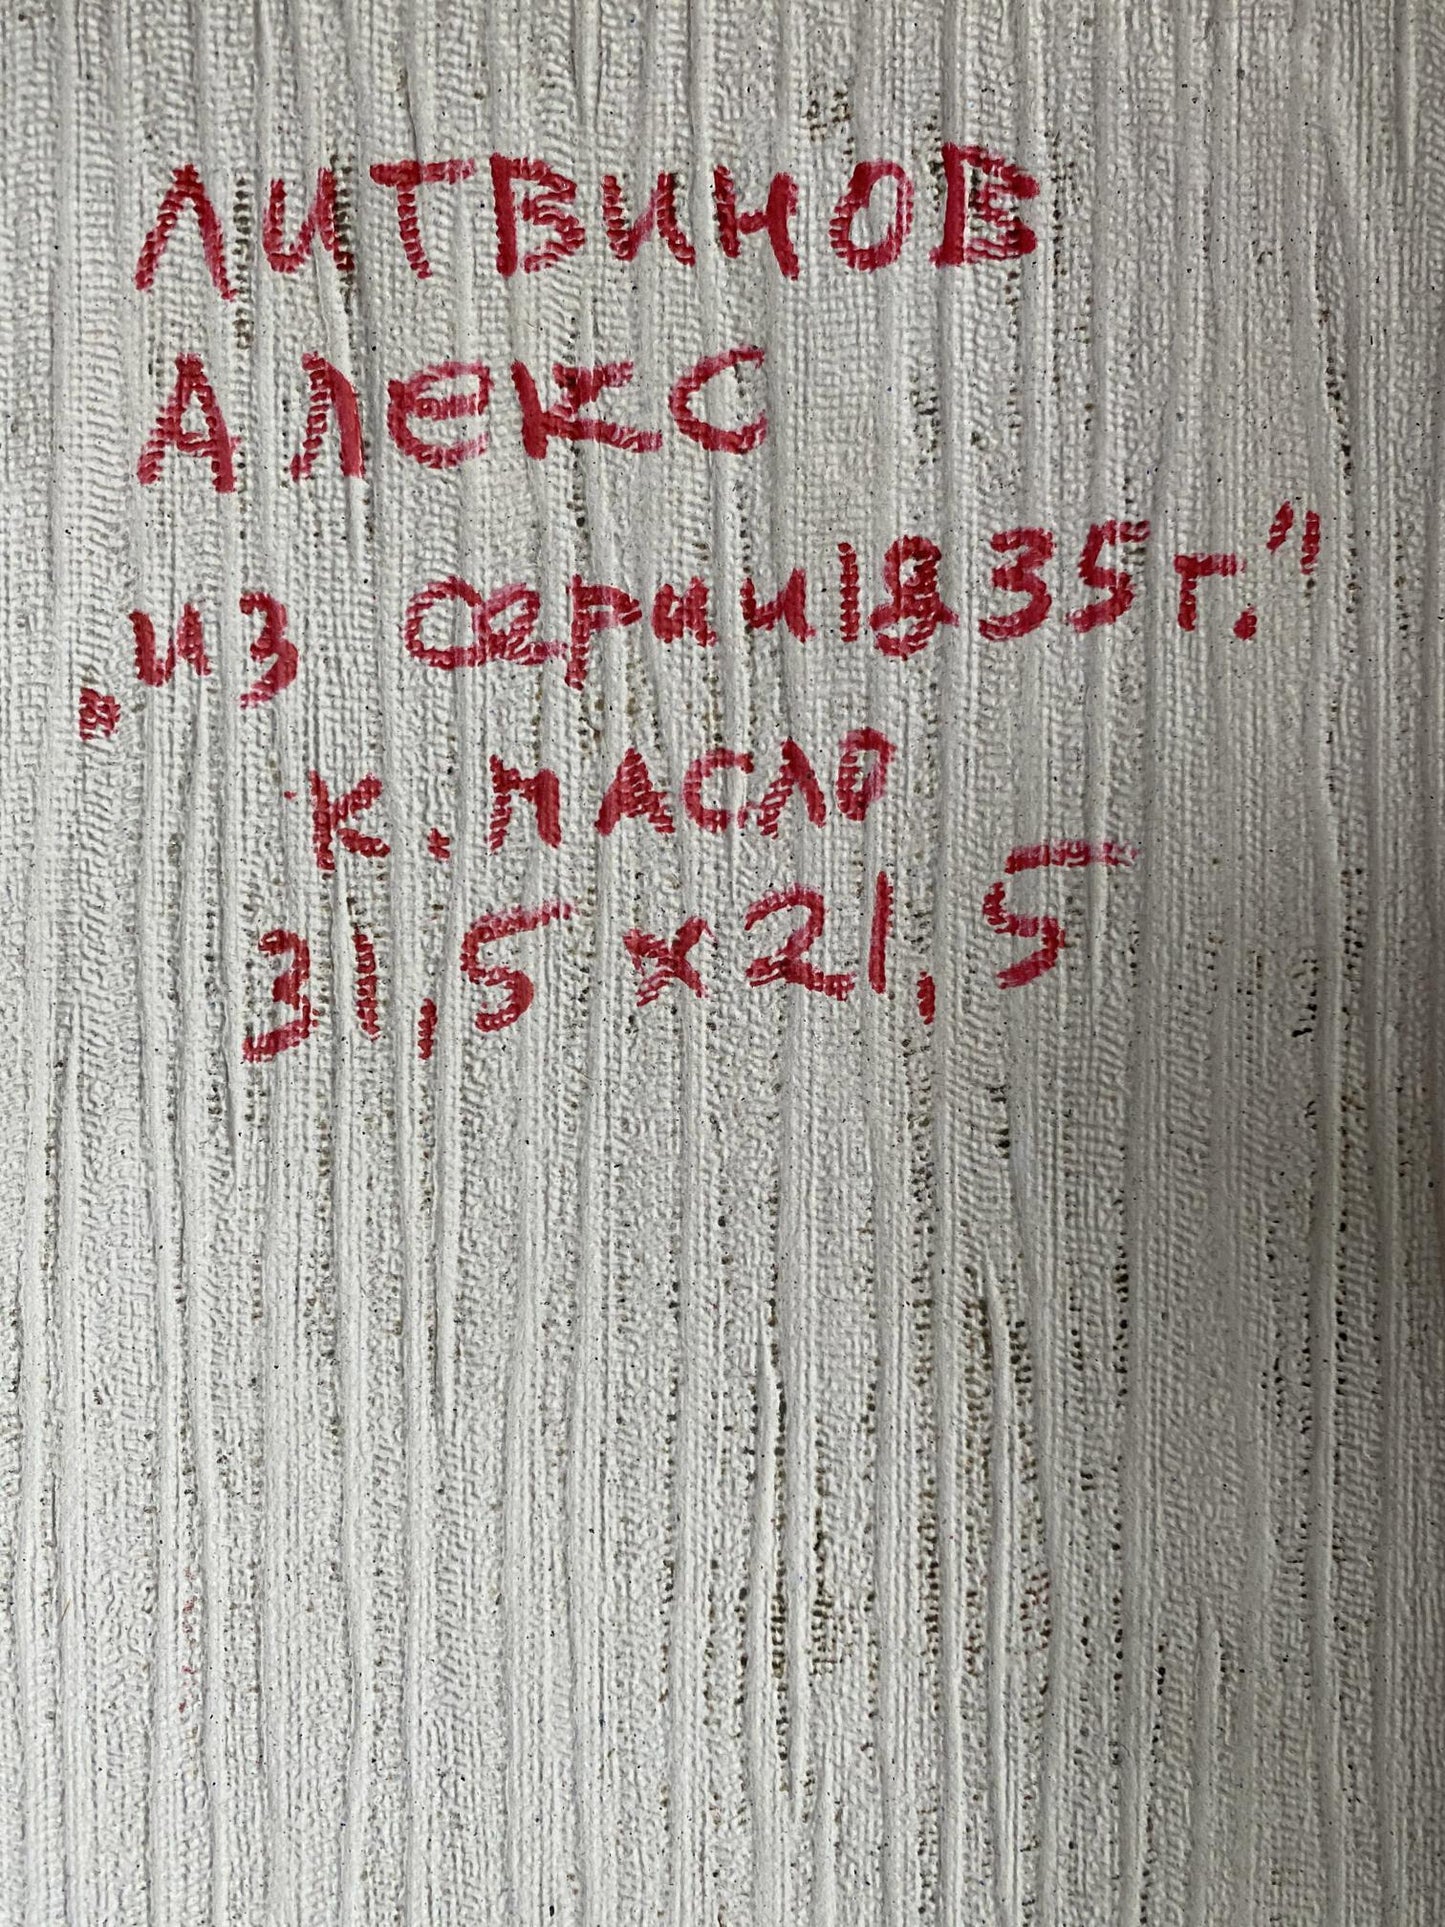 ЛИТВИНОВ
АЛЕКС
„из серии 1835 г."
К. МАСЛО
31,5 х 21,5